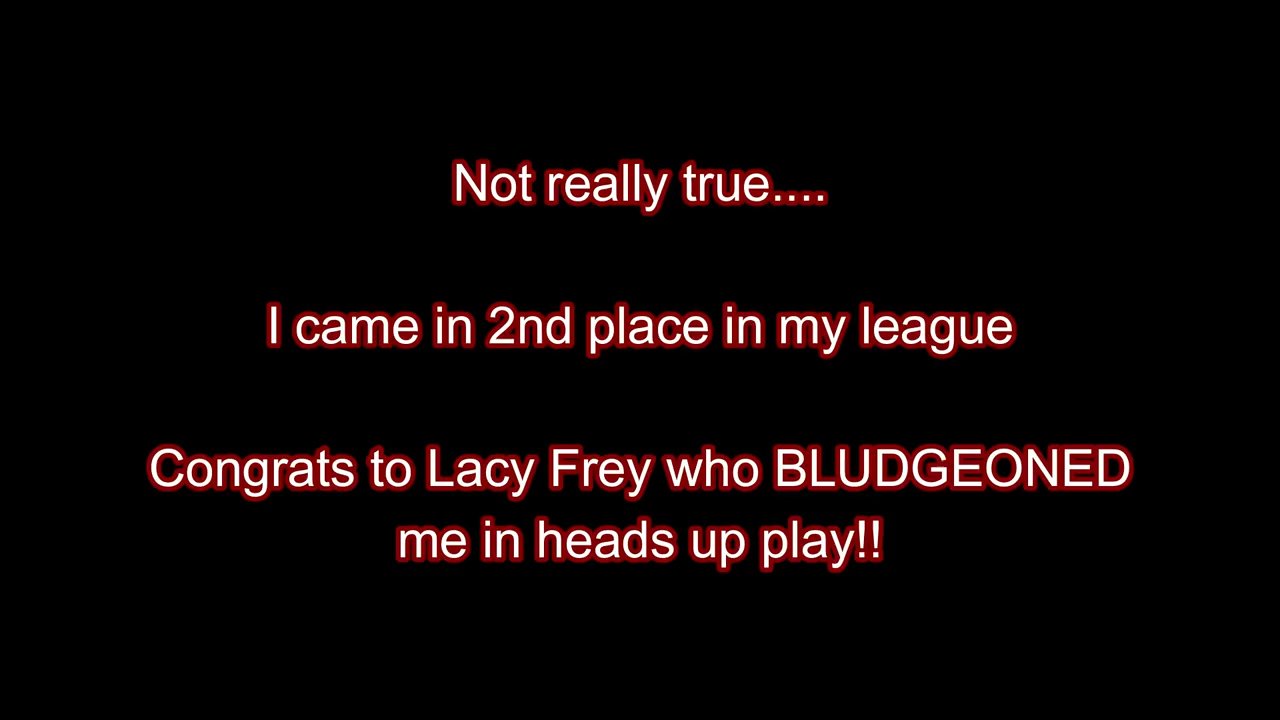 Not really true....
I came in 2nd place in my league
Congrats to Lacy Frey who BLUDGEONED
me in heads up play!!